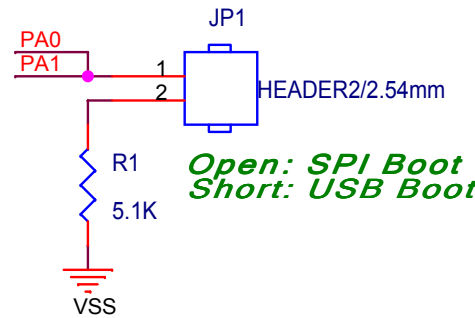 JP1
PA0
PA1
1
2
HEADER2/2.54mm
R1
5.1K
Open: SPI Boot
Short: USB Boot
VSS